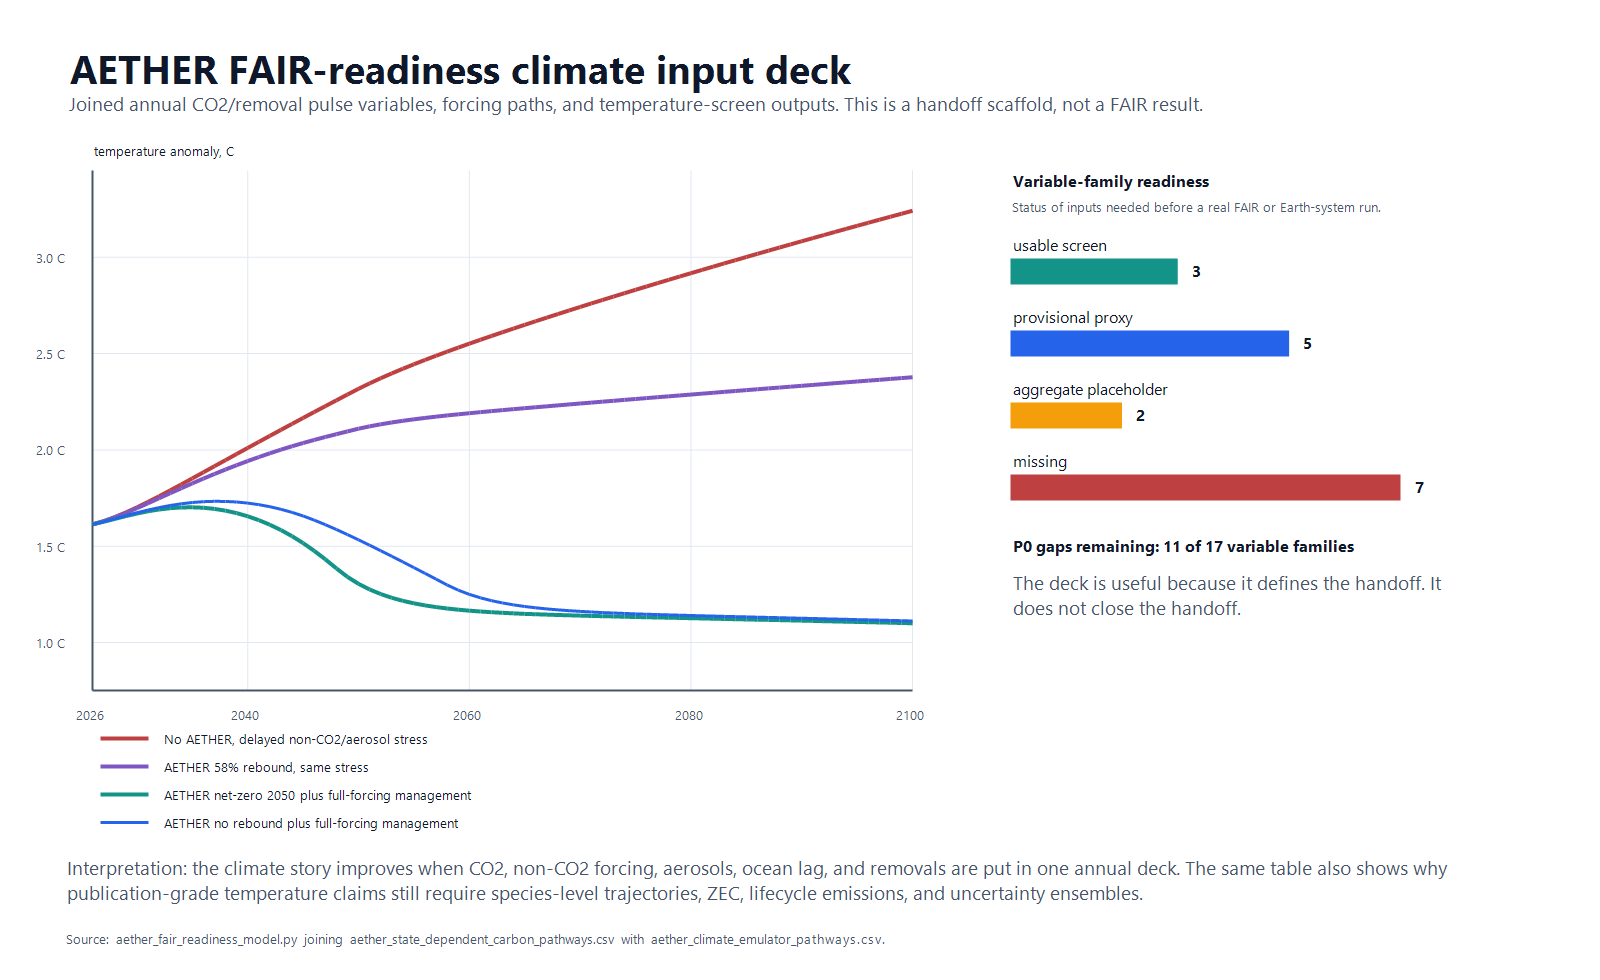 AETHER FAIR-readiness climate input deck
Joined annual CO2/removal pulse variables, forcing paths, and temperature-screen outputs. This is a handoff scaffold, not a FAIR result.
temperature anomaly, C
3.0 C
2.5 C
2.0 C
1.5 C
1.0 C
2026
2040
2060
2080
2100
No AETHER, delayed non-CO2/aerosol stress
AETHER 58% rebound, same stress
AETHER net-zero 2050 plus full-forcing management
AETHER no rebound plus full-forcing management
Variable-family readiness
Status of inputs needed before a real FAIR or Earth-system run.
usable screen
3
provisional proxy
5
aggregate placeholder
2
missing
7
P0 gaps remaining: 11 of 17 variable families
The deck is useful because it defines the handoff. It
does not close the handoff.
Interpretation: the climate story improves when CO2, non-CO2 forcing, aerosols, ocean lag, and removals are put in one annual deck. The same table also shows why
publication-grade temperature claims still require species-level trajectories, ZEC, lifecycle emissions, and uncertainty ensembles.
Source: aether_fair_readiness_model.py joining aether_state_dependent_carbon_pathways.csv with aether_climate_emulator_pathways.csv.